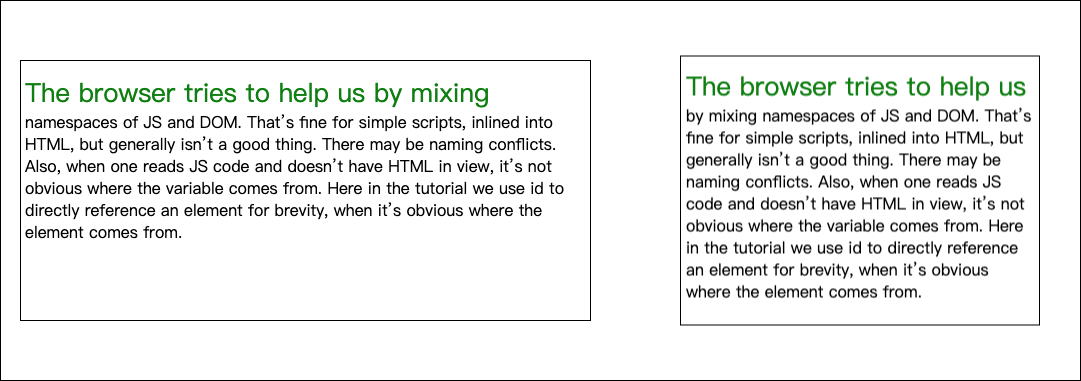 The browser tries to help us by mixing
namespaces of JS and DOM. That’s fine for simple scripts, inlined into
HTML, but generally isn’t a good thing. There may be naming conflicts.
Also, when one reads JS code and doesn’t have HTML in view, it’s not
obvious where the variable comes from. Here in the tutorial we use id to
directly reference an element for brevity, when it’s obvious where the
element comes from.
The browser tries to help us
by mixing namespaces of JS and DOM. That’s
fine for simple scripts, inlined into HTML, but
generally isn’t a good thing. There may be
naming conflicts. Also, when one reads JS
code and doesn’t have HTML in view, it’s not
obvious where the variable comes from. Here
in the tutorial we use id to directly reference
an element for brevity, when it’s obvious
where the element comes from.